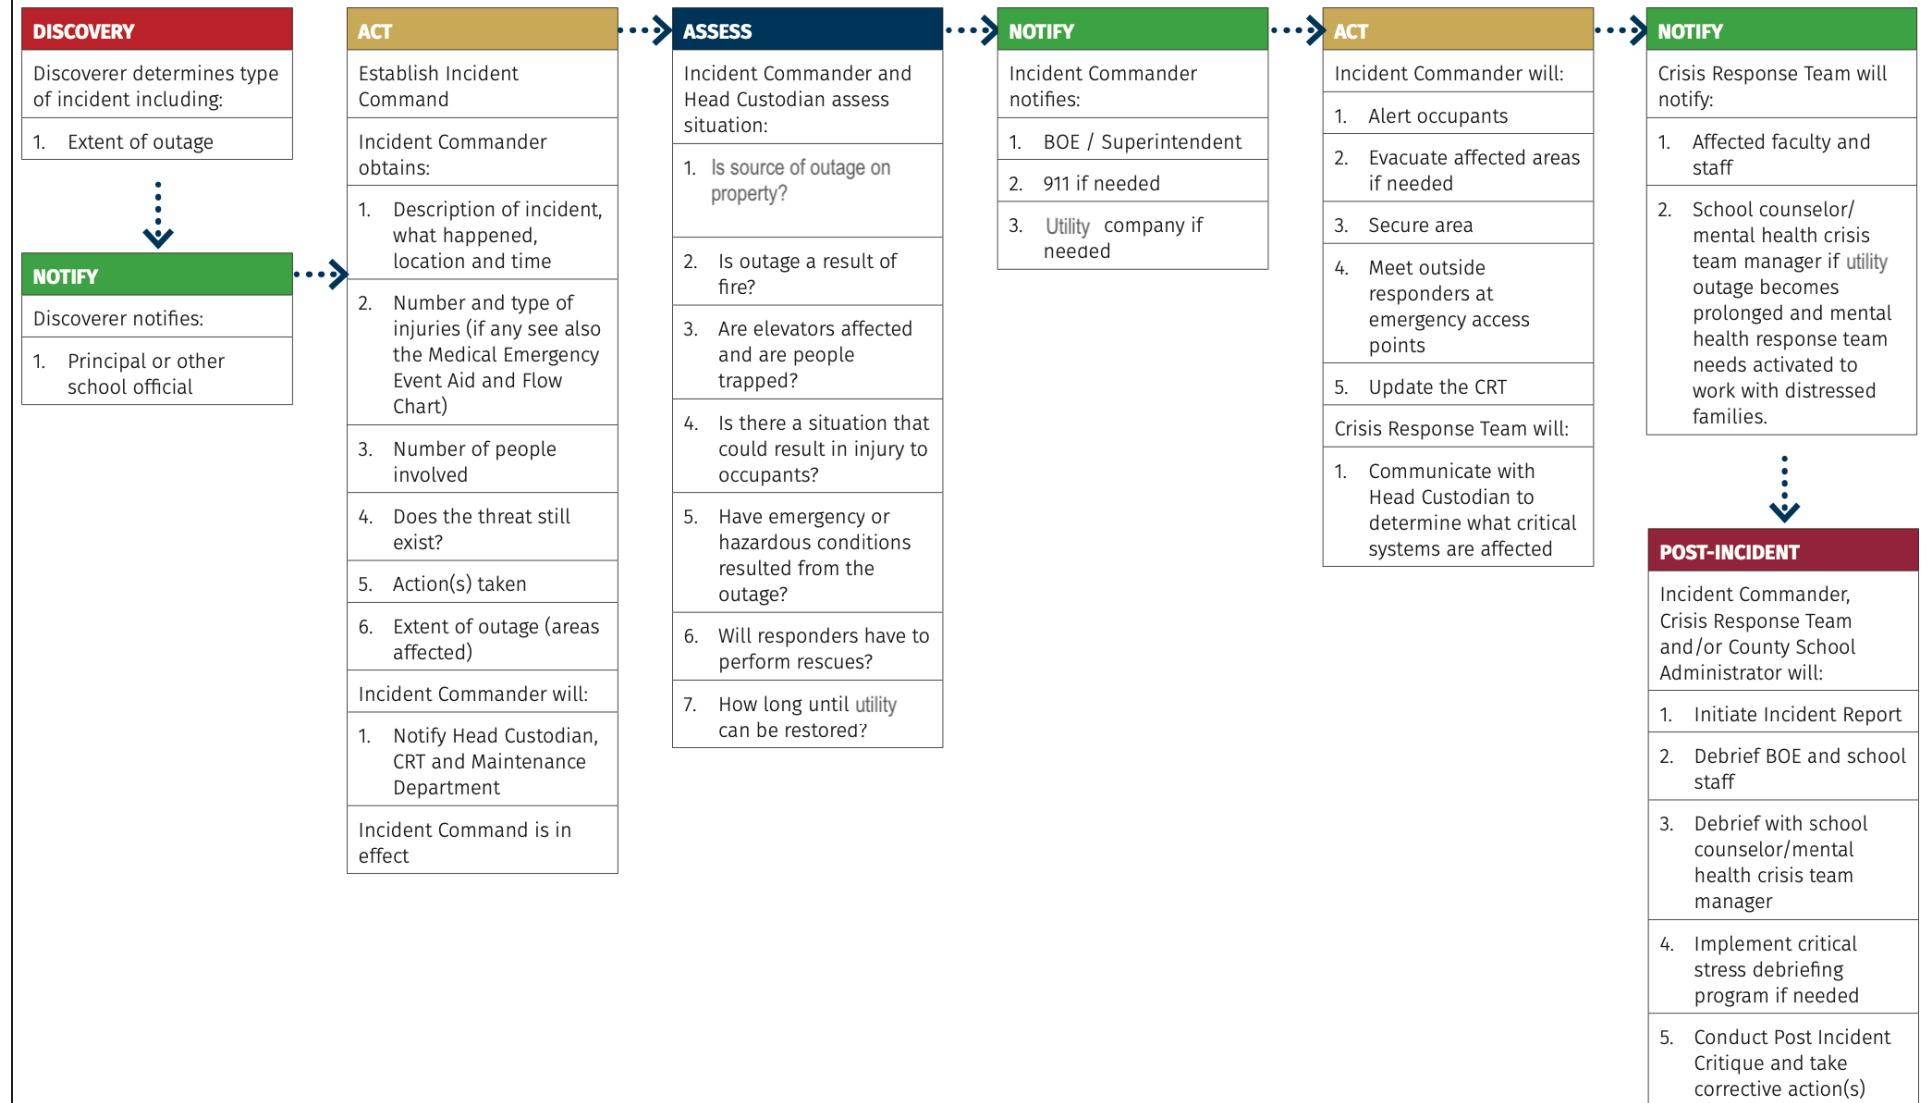 DISCOVERY
Discoverer determines type
of incident including:
1. Extent of outage
NOTIFY
Discoverer notifies:
1. Principal or other
school official
ACT
Establish Incident
Command
Incident Commander
obtains:
1. Description of incident,
what happened,
location and time
2. Number and type of
injuries (if any see also
the Medical Emergency
Event Aid and Flow
Chart)
3. Number of people
involved
4. Does the threat still
exist?
5. Action(s) taken
6. Extent of outage (areas
affected)
Incident Commander will:
1. Notify Head Custodian,
CRT and Maintenance
Department
Incident Command is in
effect
ASSESS
Incident Commander and
Head Custodian assess
situation:
1. Is source of outage on
property?
2. Is outage a result of
fire?
3. Are elevators affected
and are people
trapped?
4. Is there a situation that
could result in injury to
occupants?
5. Have emergency or
hazardous conditions
resulted from the
outage?
6. Will responders have to
perform rescues?
7. How long until utility
can be restored?
NOTIFY
Incident Commander
notifies:
1. BOE / Superintendent
2. 911 if needed
3. Utility company if
needed
ACT
Incident Commander will:
1. Alert occupants
2. Evacuate affected areas
if needed
3. Secure area
4. Meet outside
responders at
emergency access
points
5. Update the CRT
Crisis Response Team will:
1. Communicate with
Head Custodian to
determine what critical
systems are affected
NOTIFY
Crisis Response Team will
notify:
1. Affected faculty and
staff
2. School counselor/
mental health crisis
team manager if utility
outage becomes
prolonged and mental
health response team
needs activated to
work with distressed
families.
POST-INCIDENT
Incident Commander,
Crisis Response Team
and/or County School
Administrator will:
1. Initiate Incident Report
2. Debrief BOE and school
staff
3. Debrief with school
counselor/mental
health crisis team
manager
4. Implement critical
stress debriefing
program if needed
5. Conduct Post Incident
Critique and take
corrective action(s)